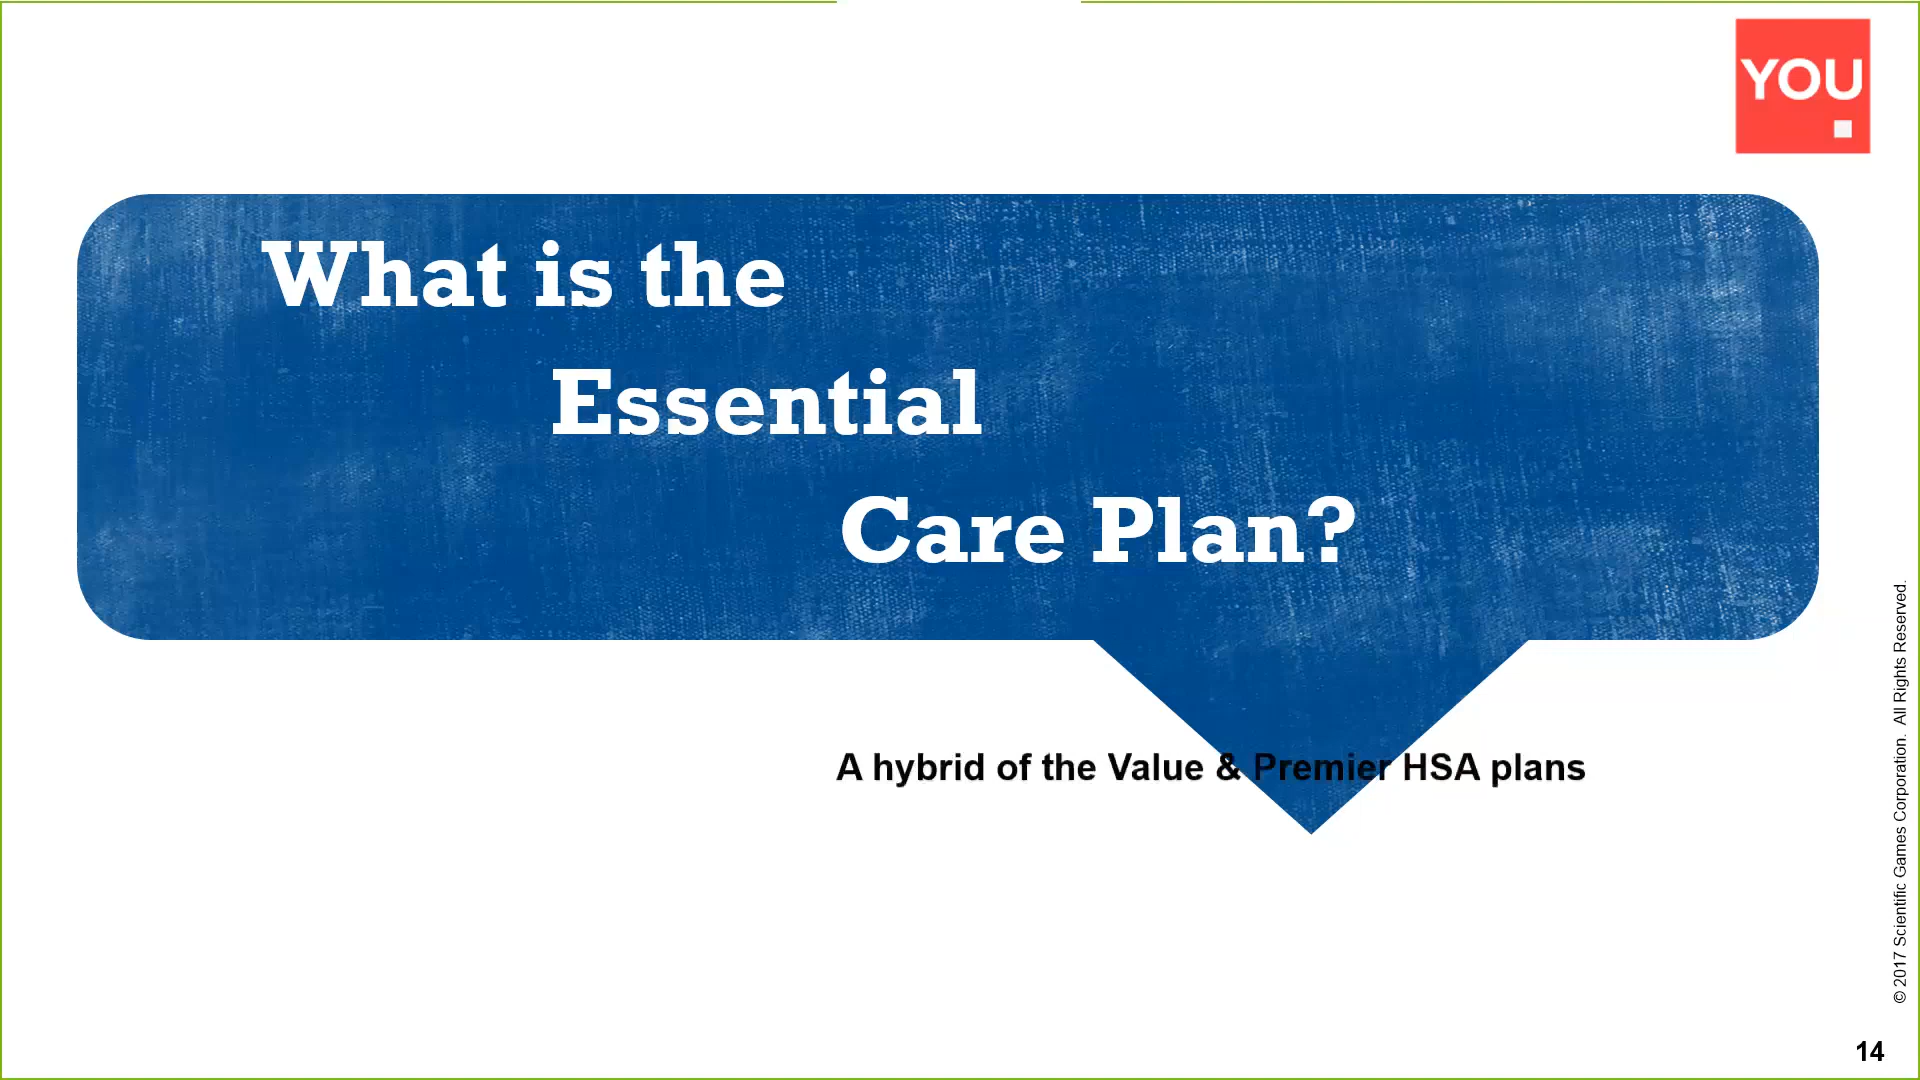 YOU
What is the
Essential
Care Plan?
A hybrid of the Value & Premier HSA plans
© 2017 Scientific Games Corporation. All Rights Reserved.
14